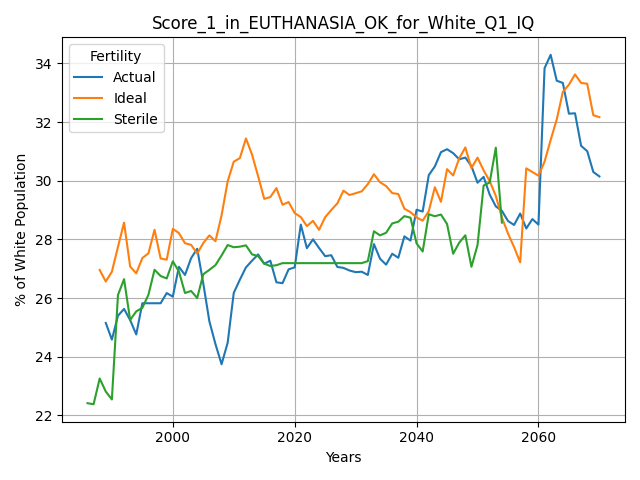 Score_1_in_EUTHANASIA_OK_for_White_Q1_IQ
Fertility
Actual
Ideal
Sterile
% of White Population
34
32
30
28
26
24
22
2000
2020
2040
2060
Years